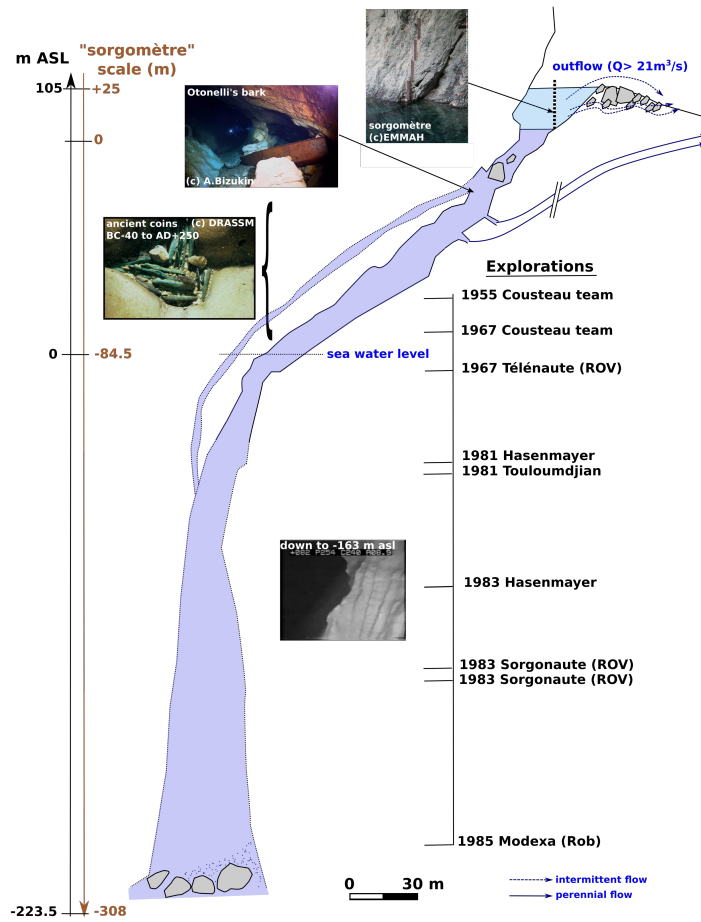 m ASL
"sorgomètre"
scale (m)
105
+25
0
0
-84.5
-223.5
-308
Otonelli's bark
(c) A.Bizukin
sorgomètre
(c)EMMAH
outflow (Q> 21m³/s)
ancient coins (c) DRASSM
BC-40 to AD+250
sea water level
Explorations
1955 Cousteau team
1967 Cousteau team
1967 Télénaute (ROV)
1981 Hasenmayer
1981 Touloumdjian
down to -163 m asl
1983 Hasenmayer
1983 Sorgonaute (ROV)
1983 Sorgonaute (ROV)
1985 Modexa (Rob)
0 30 m
intermittent flow
perennial flow